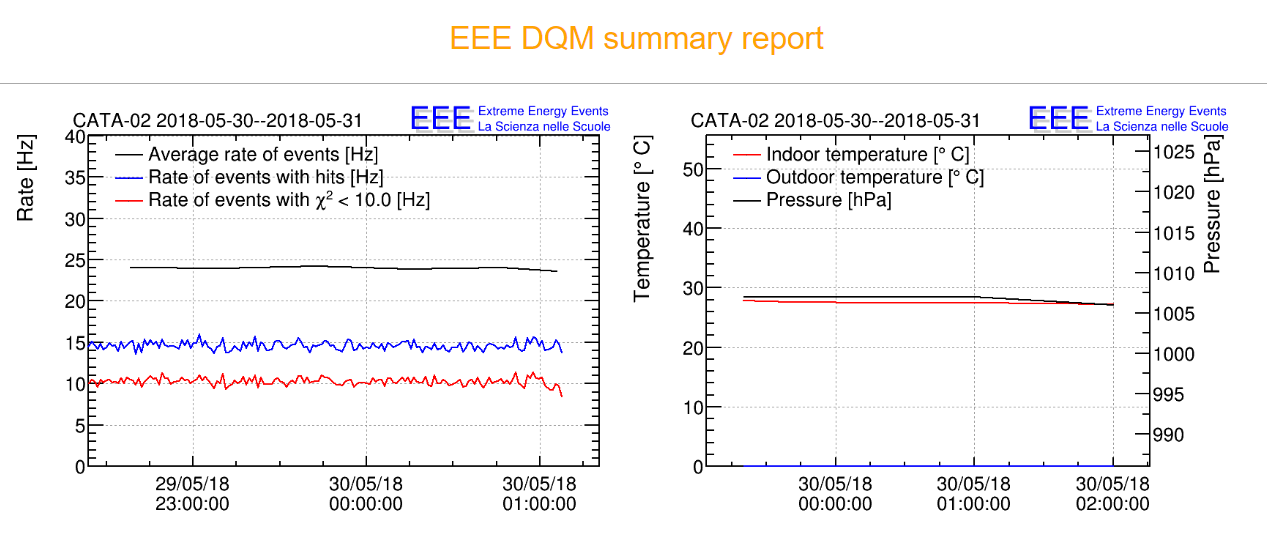 EEE DQM summary report
CATA-02 2018-05-30--2018-05-31
EEE
Extreme Energy Events
La Scienza nelle Scuole
Rate [Hz]
40
35
30
25
20
15
10
5
0
Average rate of events [Hz]
Rate of events with hits [Hz]
Rate of events with χ² < 10.0 [Hz]
29/05/18
23:00:00
30/05/18
00:00:00
30/05/18
01:00:00
CATA-02 2018-05-30--2018-05-31
EEE
Extreme Energy Events
La Scienza nelle Scuole
Temperature [° C]
50
40
30
20
10
0
Indoor temperature [° C]
Outdoor temperature [° C]
Pressure [hPa]
Pressure [hPa]
1025
1020
1015
1010
1005
1000
995
990
30/05/18
00:00:00
30/05/18
01:00:00
30/05/18
02:00:00